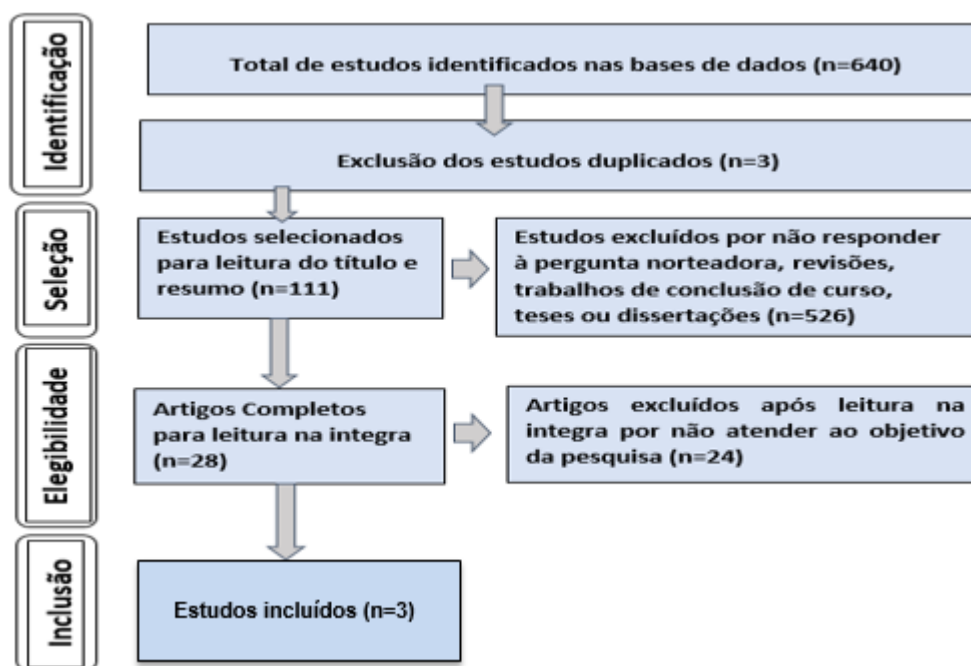 Identificação
Total de estudos identificados nas bases de dados (n=640)
Exclusão dos estudos duplicados (n=3)
Seleção
Estudos selecionados
para leitura do título e
resumo (n=111)
Estudos excluídos por não responder
à pergunta norteadora, revisões,
trabalhos de conclusão de curso,
teses ou dissertações (n=526)
Elegibilidade
Artigos Completos
para leitura na integra
(n=28)
Artigos excluídos após leitura na
integra por não atender ao objetivo
da pesquisa (n=24)
Inclusão
Estudos incluídos (n=3)